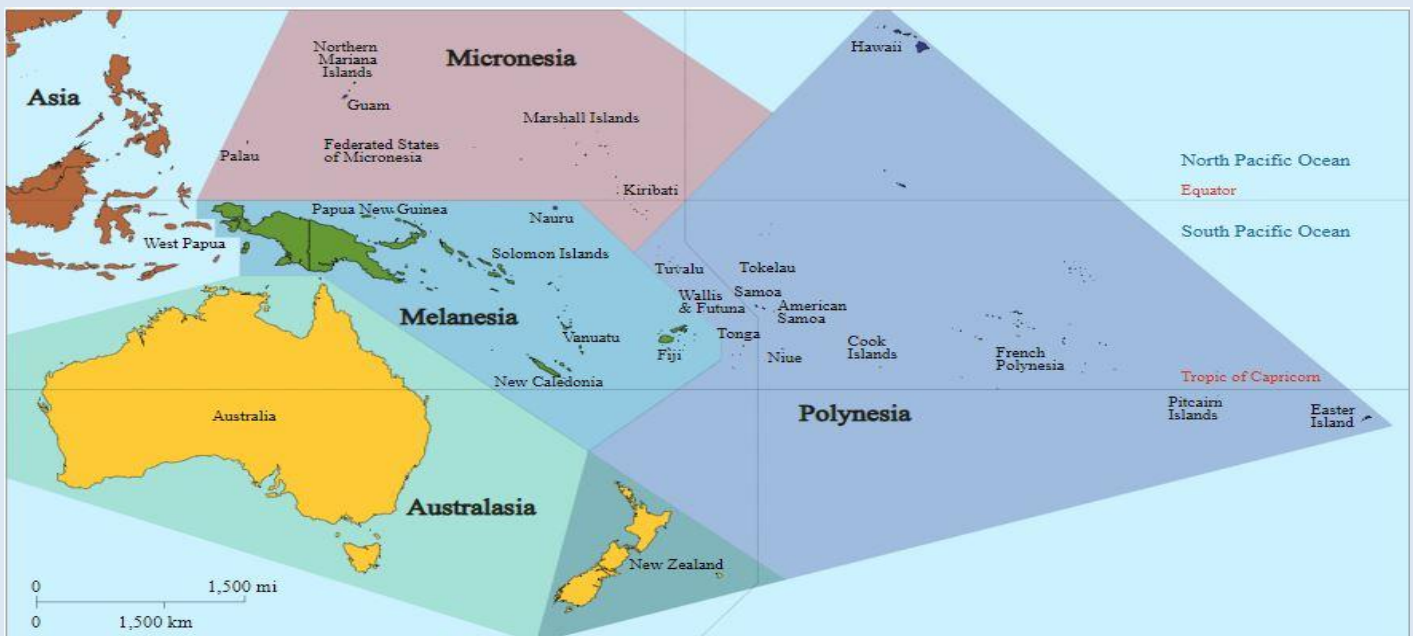 Northern
Mariana
Islands
Micronesia
Hawaii
Asia
Guam
Marshall Islands
Palau
Federated States
of Micronesia
North Pacific Ocean
Kiribati
Equator
Papua New Guinea
Nauru
South Pacific Ocean
West Papua
Solomon Islands
Tuvalu
Tokelau
Wallis
& Futuna
Samoa
American
Samoa
Melanesia
Vanuatu
Fiji
Tonga
Niue
Cook
Islands
French
Polynesia
New Caledonia
Tropic of Capricorn
Australia
Polynesia
Pitcairn
Islands
Easter
Island
Australasia
New Zealand
0 1,500 mi
0 1,500 km